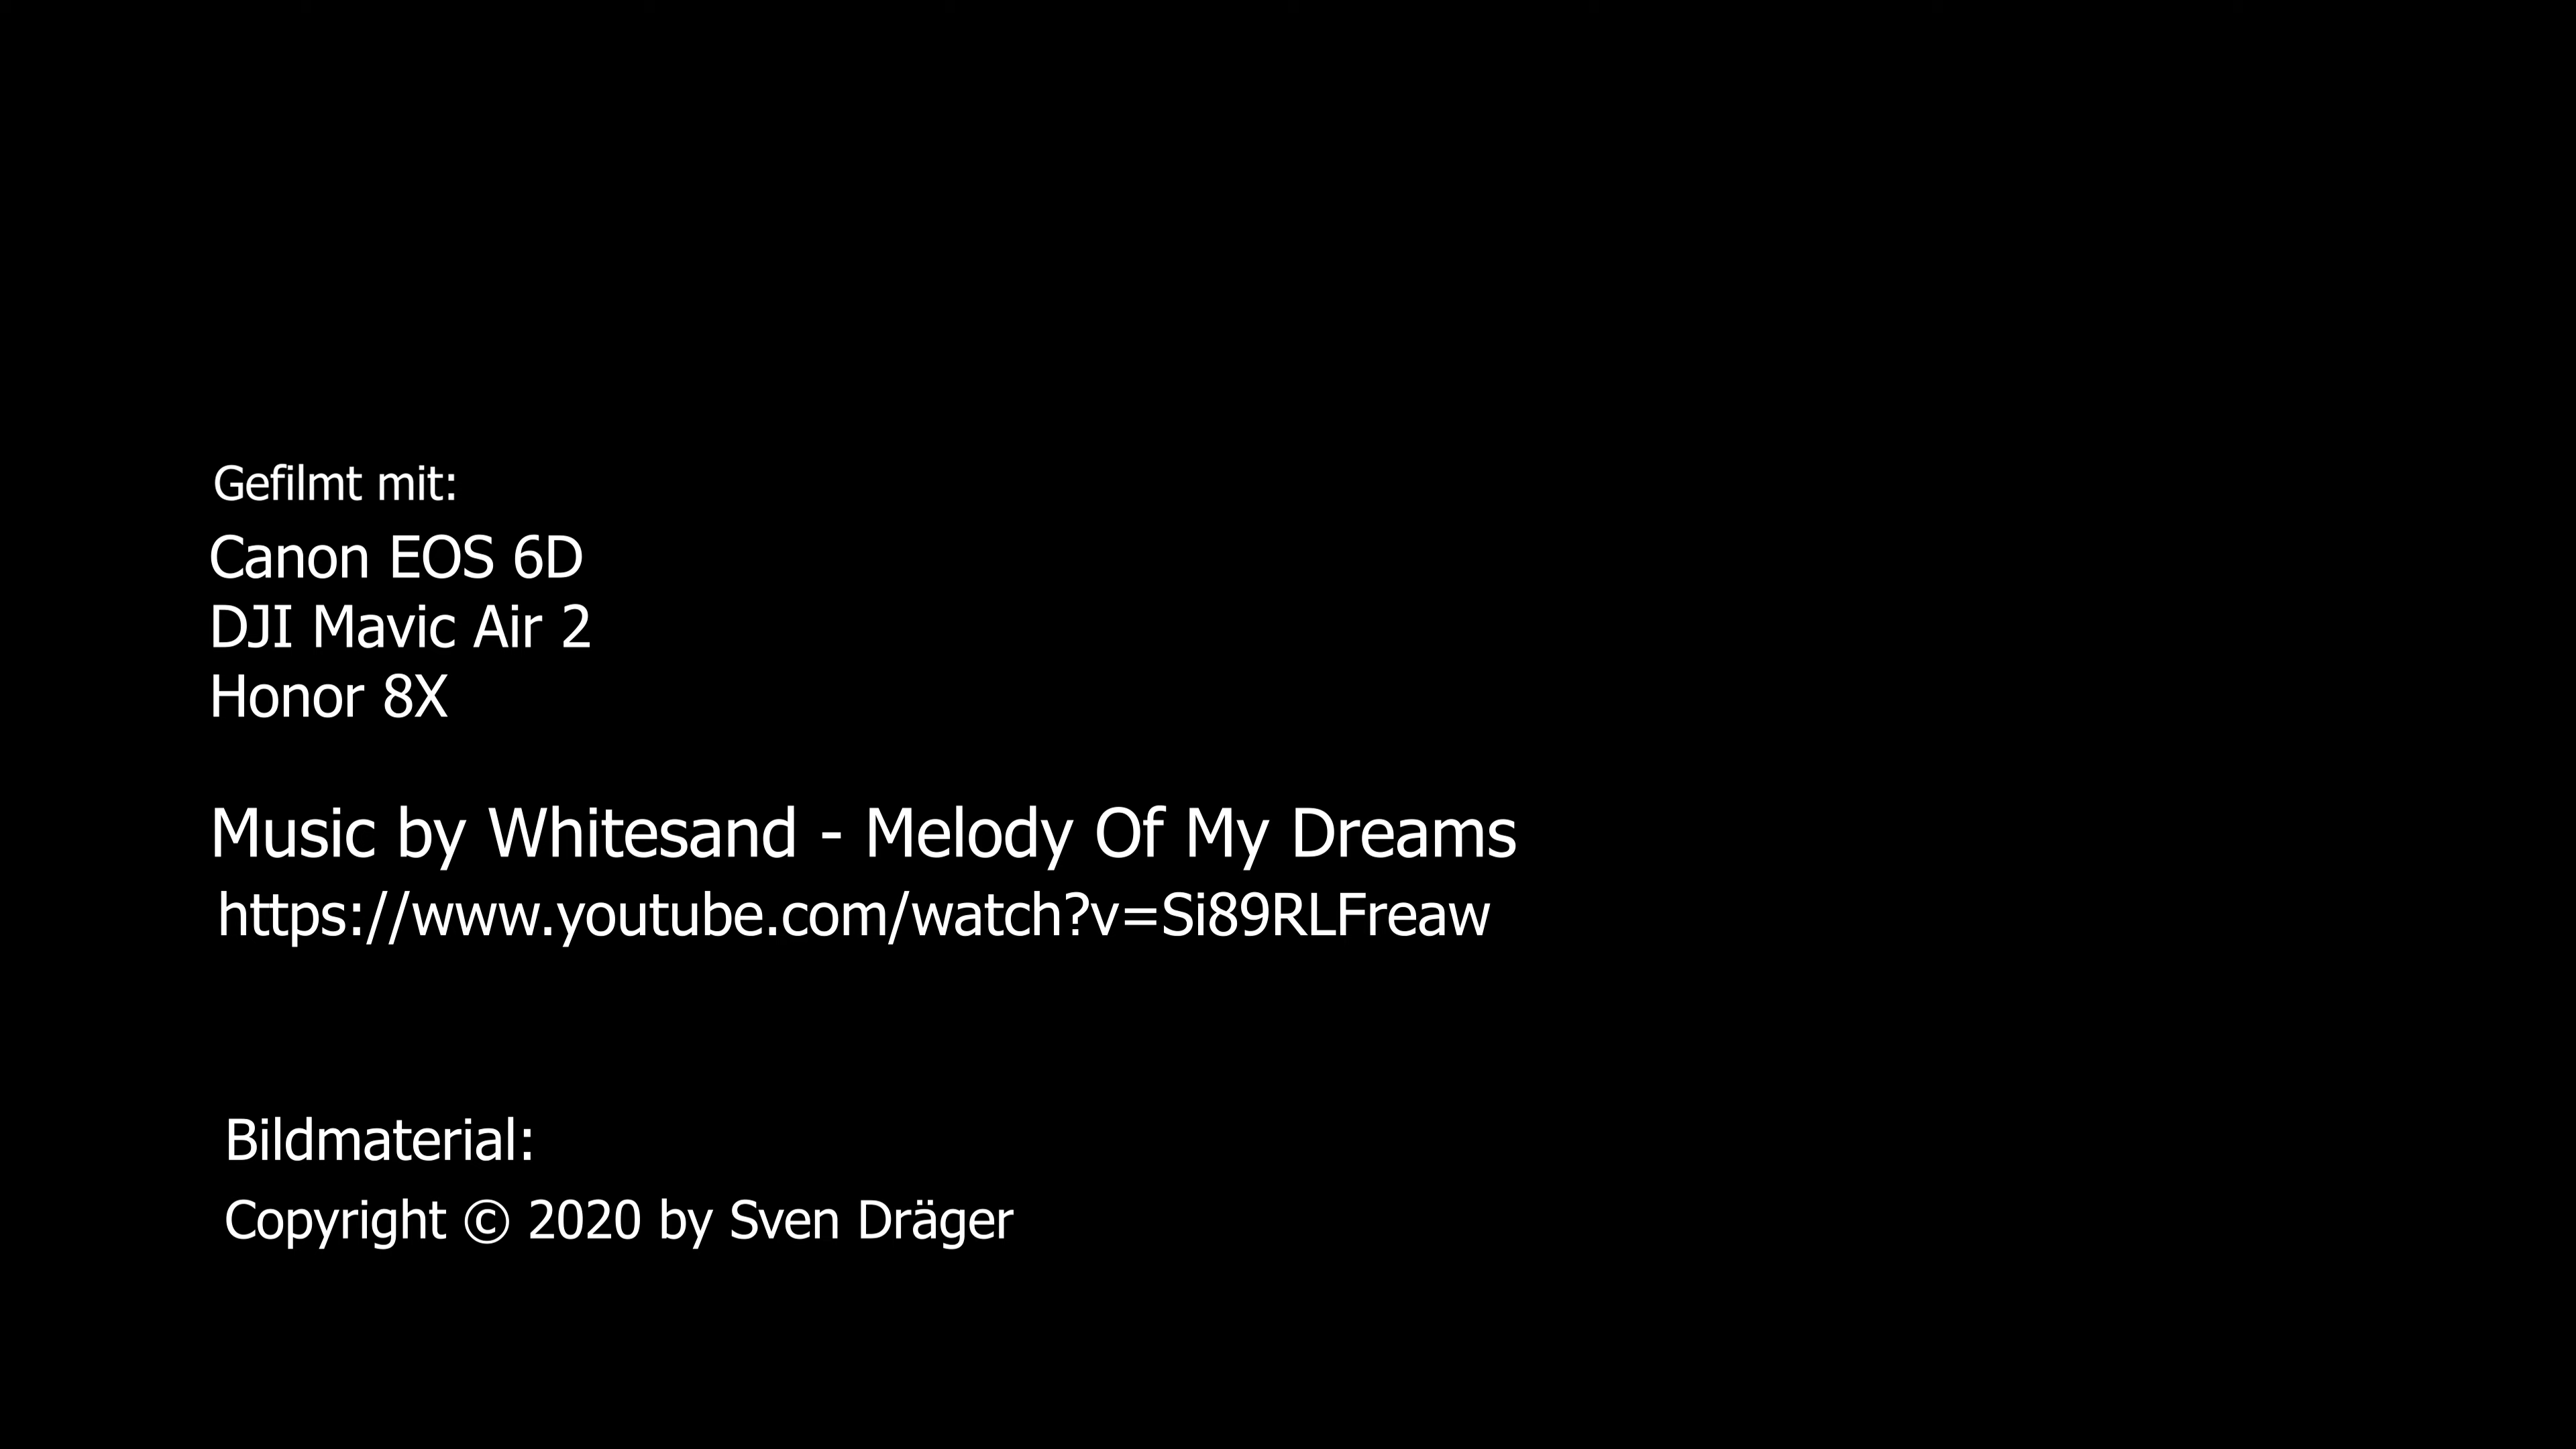 Gefilmt mit:
Canon EOS 6D
DJI Mavic Air 2
Honor 8X
Music by Whitesand - Melody Of My Dreams
https://www.youtube.com/watch?v=Si89RLFreaw
Bildmaterial:
Copyright © 2020 by Sven Dräger